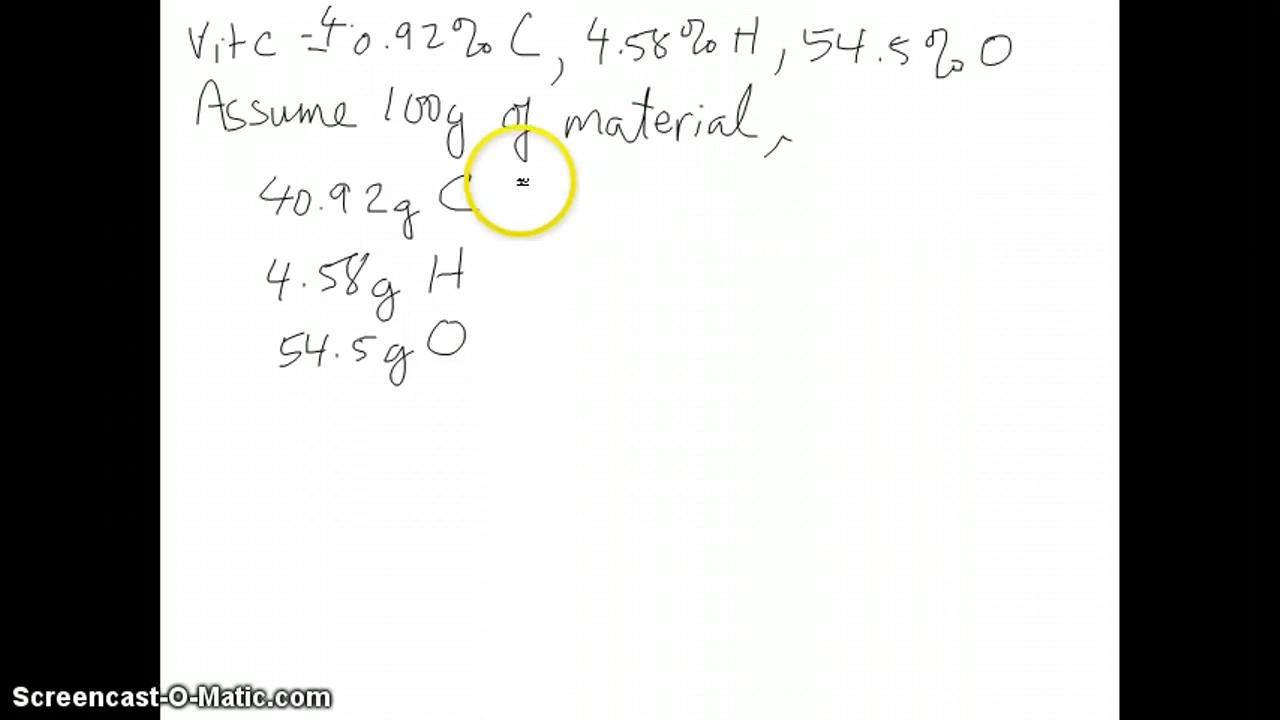 Vit C = 40.92% C, 4.58% H, 54.5% O
Assume 100g of material,
40.92g C
4.58g H
54.5g O
Screencast-O-Matic.com